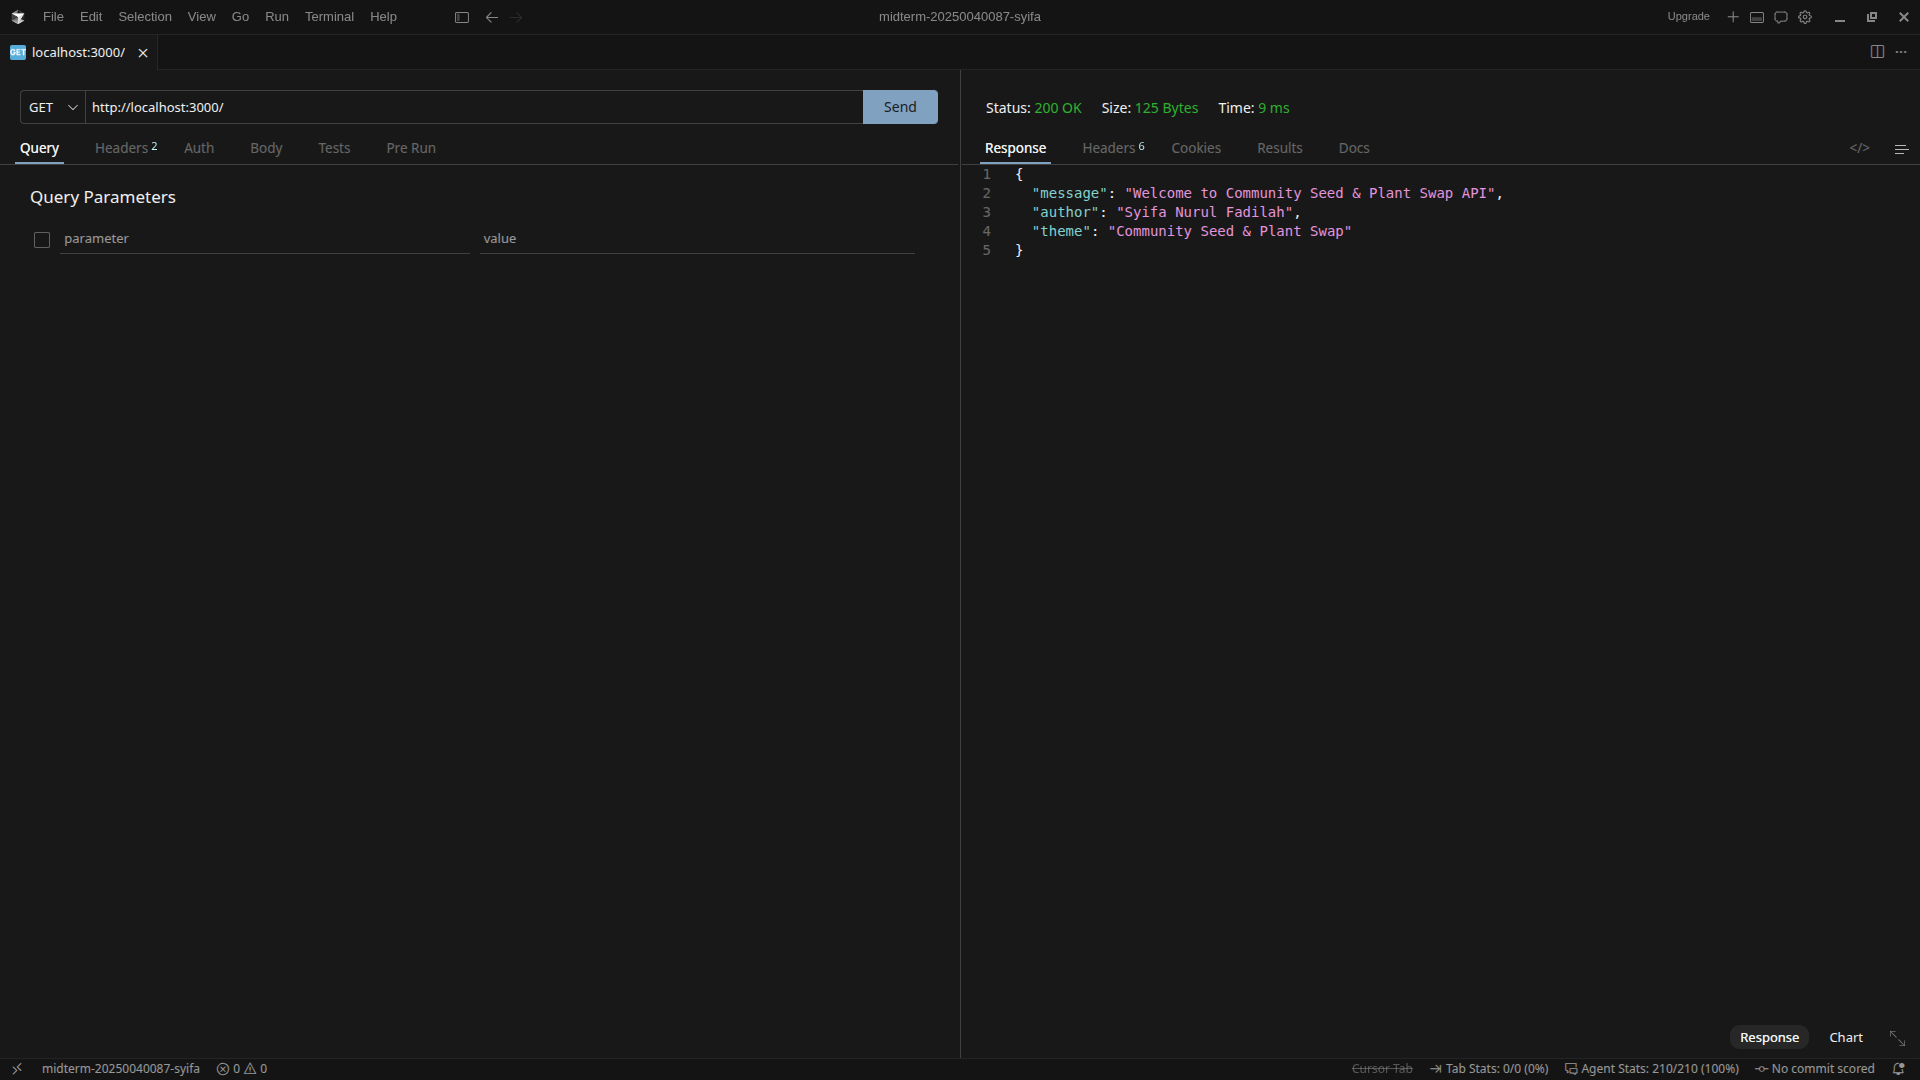 File Edit Selection View Go Run Terminal Help
midterm-20250040087-syifa
Upgrade
GET localhost:3000/
GET http://localhost:3000/ Send
Query Headers 2 Auth Body Tests Pre Run
Query Parameters
parameter value
Status: 200 OK Size: 125 Bytes Time: 9 ms
Response Headers 6 Cookies Results Docs </>
1 {
2 "message": "Welcome to Community Seed & Plant Swap API",
3 "author": "Syifa Nurul Fadilah",
4 "theme": "Community Seed & Plant Swap"
5 }
Response Chart
midterm-20250040087-syifa 0 0 Cursor Tab Tab Stats: 0/0 (0%) Agent Stats: 210/210 (100%) No commit scored